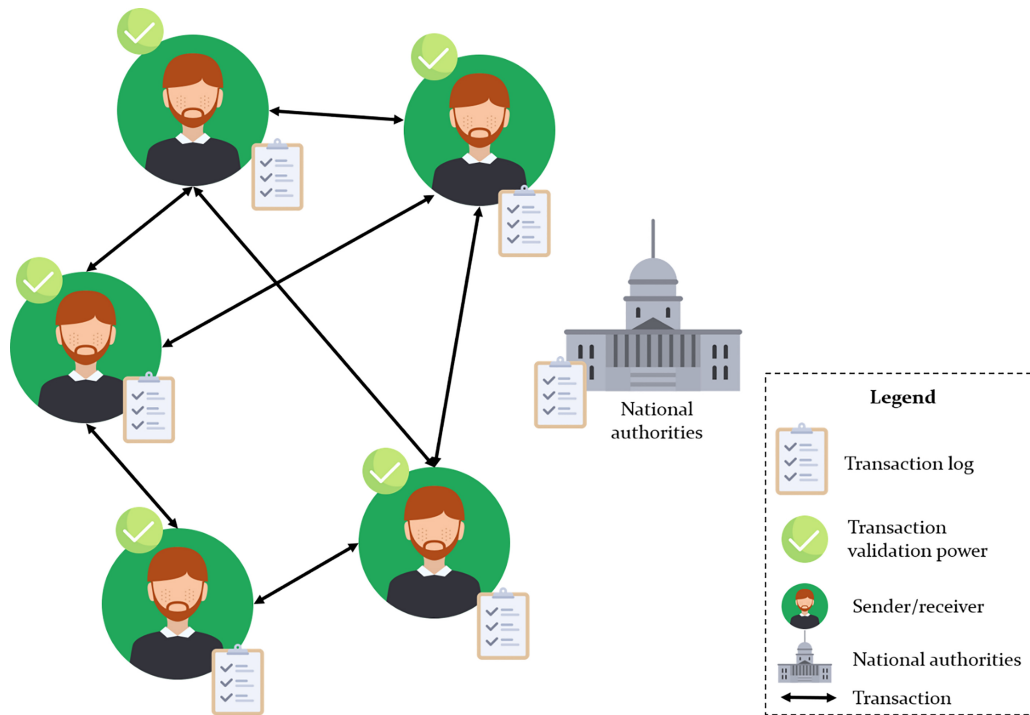 National
authorities
Legend
Transaction log
Transaction
validation power
Sender/receiver
National authorities
Transaction